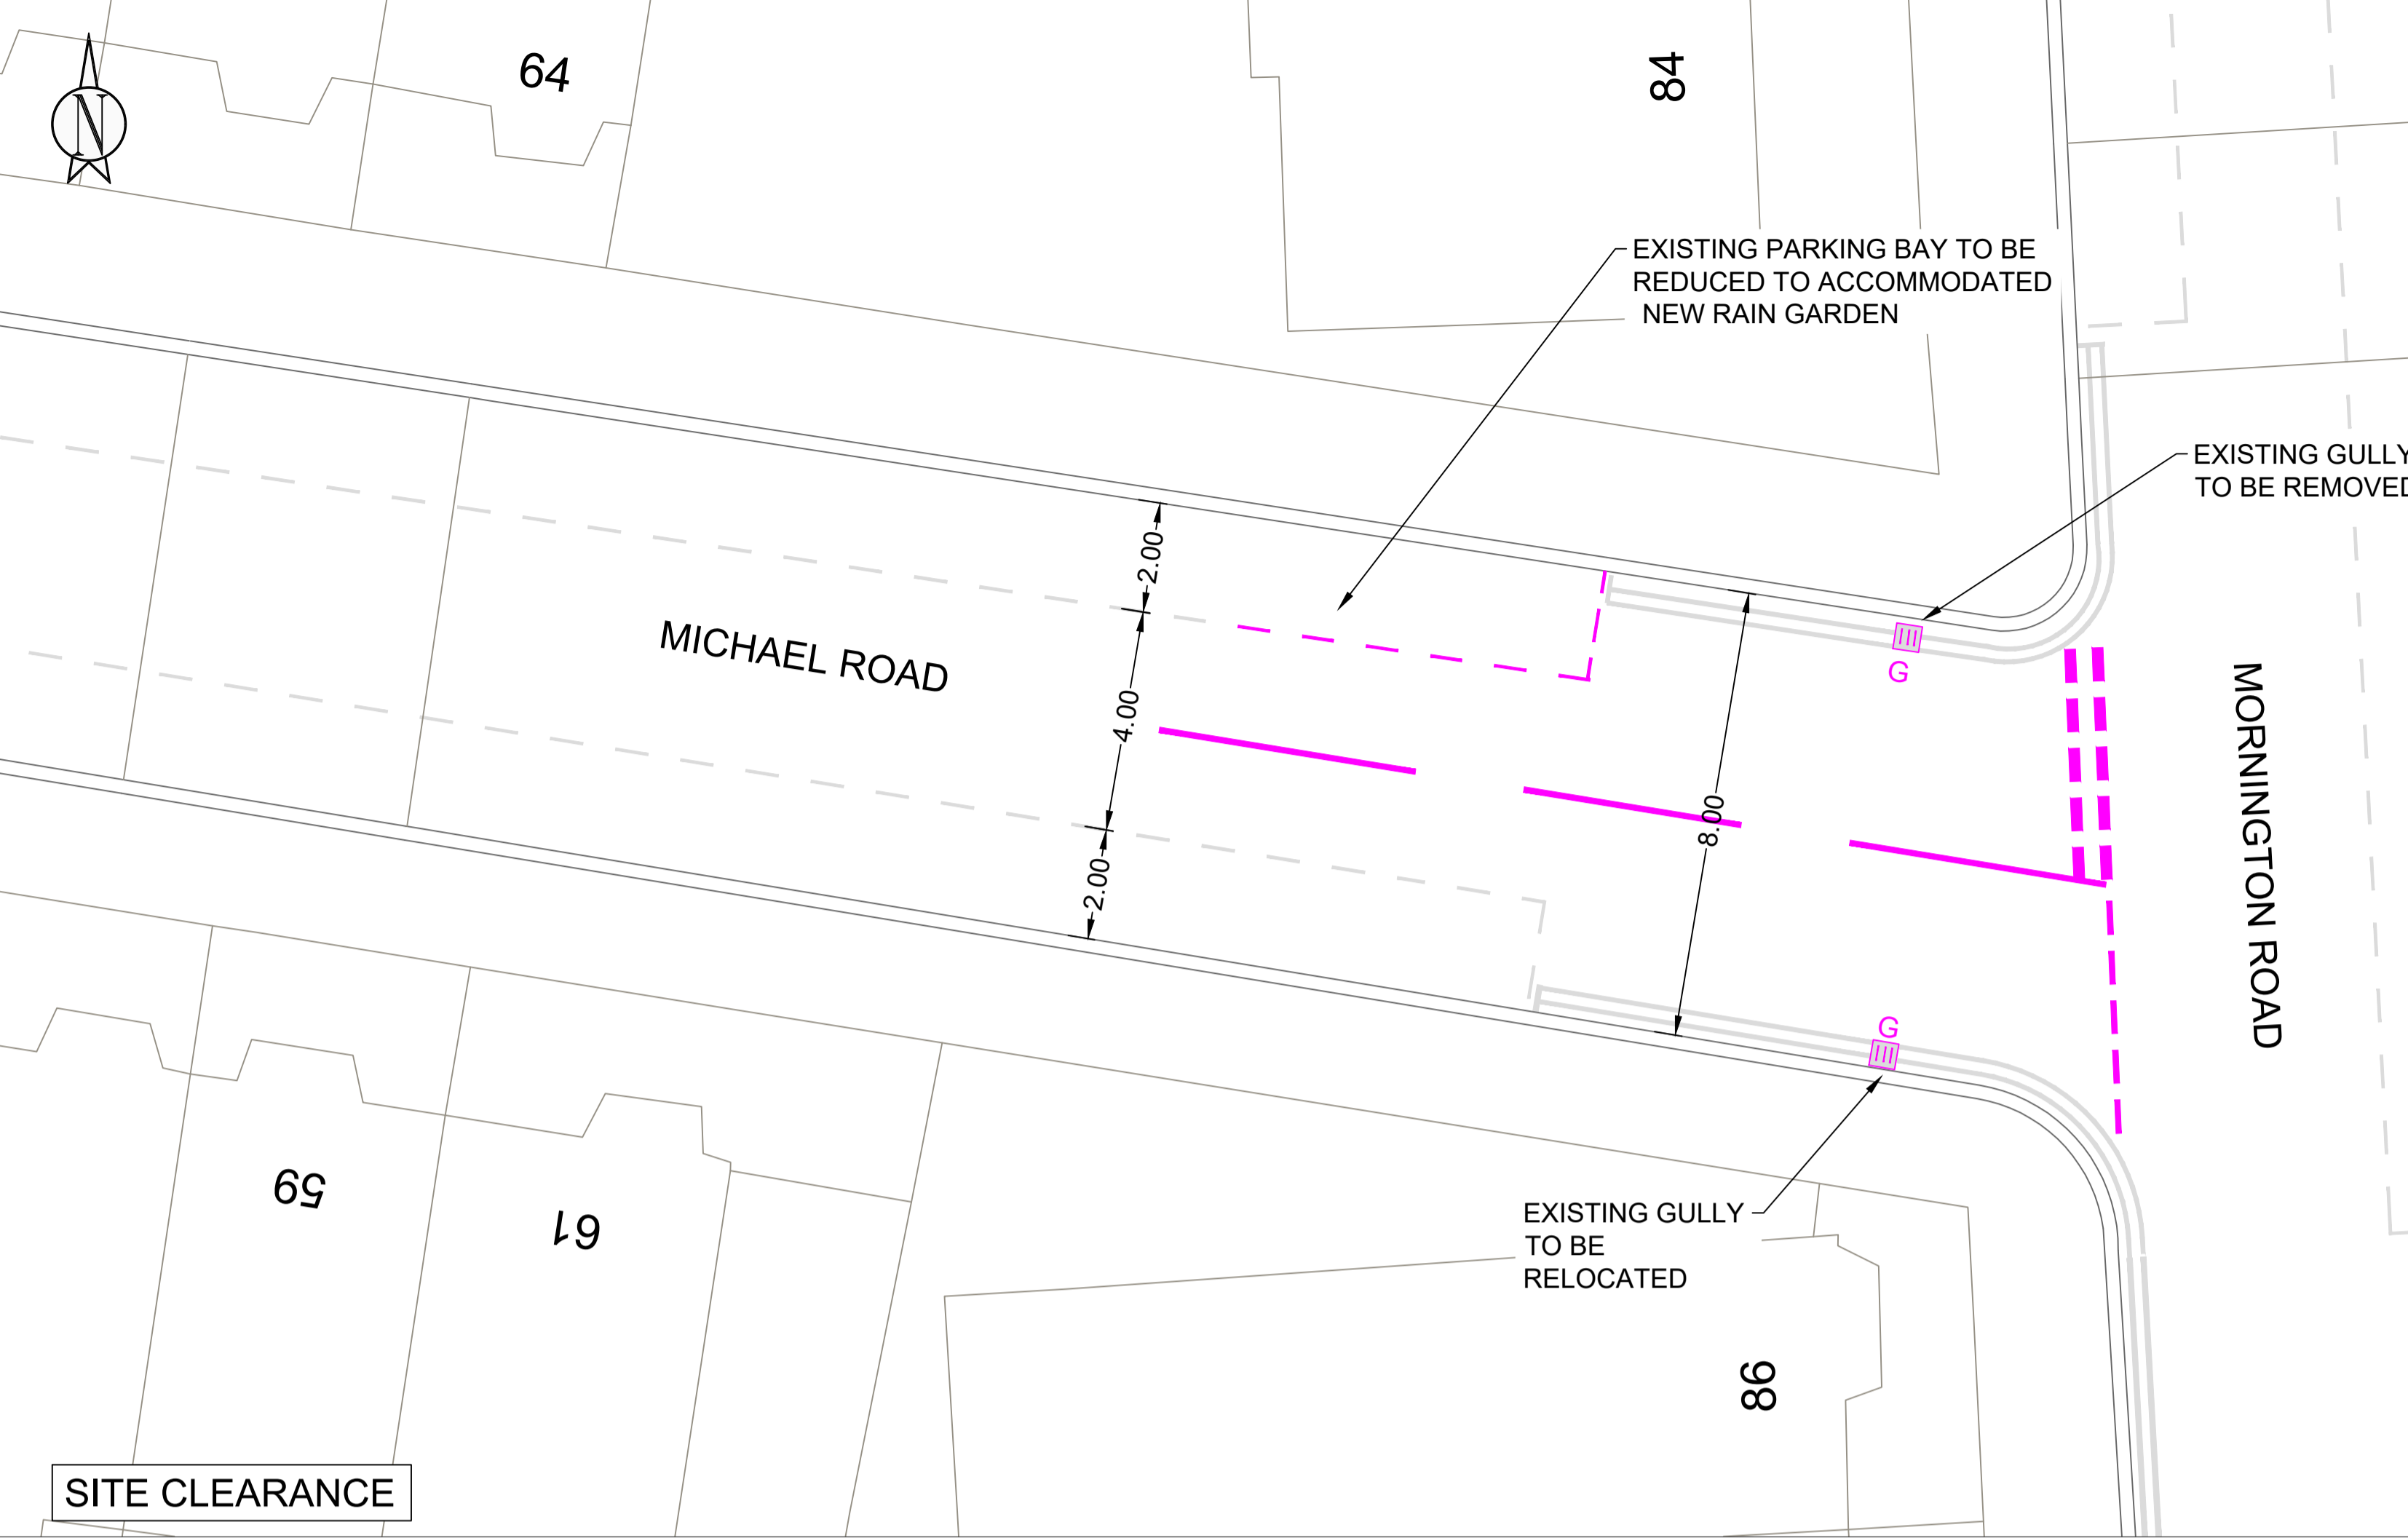 N
64
84
EXISTING PARKING BAY TO BE
REDUCED TO ACCOMMODATED
NEW RAIN GARDEN
EXISTING GULLY
TO BE REMOVED
2.00
MICHAEL ROAD
4.00
G
8.00
MORNINGTON ROAD
2.00
G
59
61
EXISTING GULLY
TO BE
RELOCATED
86
SITE CLEARANCE